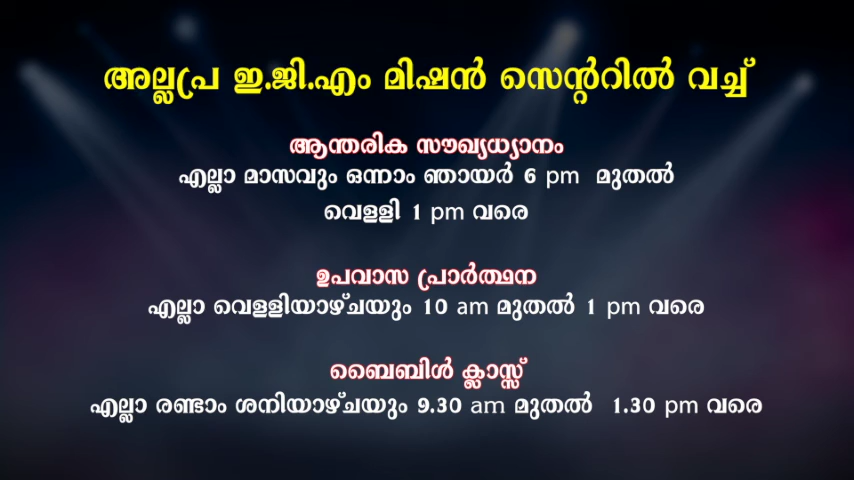 അല്ലപ്ര ഇ.ജി.എം മിഷൻ സെന്ററിൽ വച്ച്
ആന്തരിക സൗഖ്യധ്യാനം
എല്ലാ മാസവും ഒന്നാം ഞായർ 6 pm മുതൽ
വെള്ളി 1 pm വരെ
ഉപവാസ പ്രാർത്ഥന
എല്ലാ വെള്ളിയാഴ്ചയും 10 am മുതൽ 1 pm വരെ
ബൈബിൾ ക്ലാസ്സ്
എല്ലാ രണ്ടാം ശനിയാഴ്ചയും 9.30 am മുതൽ 1.30 pm വരെ